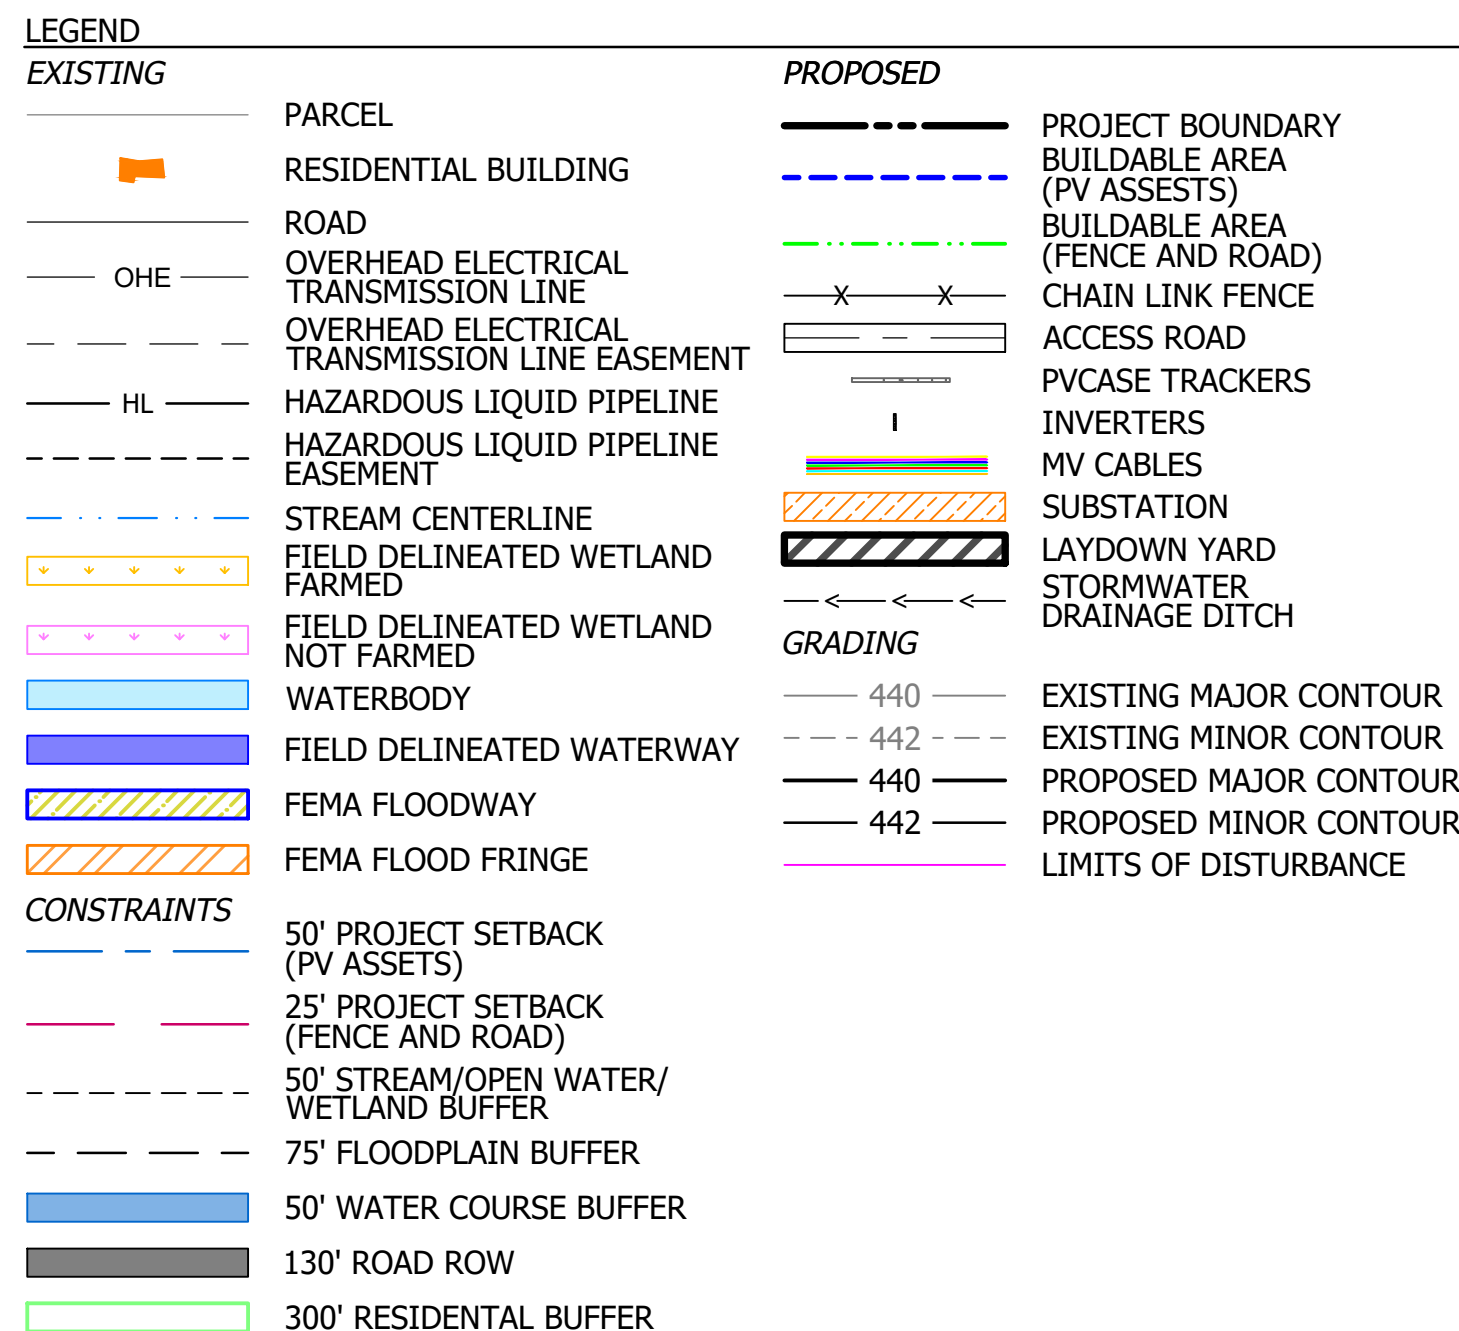 LEGEND
EXISTING
PARCEL
RESIDENTIAL BUILDING
ROAD
OHE
OVERHEAD ELECTRICAL
TRANSMISSION LINE
OVERHEAD ELECTRICAL
TRANSMISSION LINE EASEMENT
HL
HAZARDOUS LIQUID PIPELINE
HAZARDOUS LIQUID PIPELINE
EASEMENT
STREAM CENTERLINE
FIELD DELINEATED WETLAND
FARMED
FIELD DELINEATED WETLAND
NOT FARMED
WATERBODY
FIELD DELINEATED WATERWAY
FEMA FLOODWAY
FEMA FLOOD FRINGE
CONSTRAINTS
50' PROJECT SETBACK
(PV ASSETS)
25' PROJECT SETBACK
(FENCE AND ROAD)
50' STREAM/OPEN WATER/
WETLAND BUFFER
75' FLOODPLAIN BUFFER
50' WATER COURSE BUFFER
130' ROAD ROW
300' RESIDENTAL BUFFER
PROPOSED
PROJECT BOUNDARY
BUILDABLE AREA
(PV ASSESTS)
BUILDABLE AREA
(FENCE AND ROAD)
X X
CHAIN LINK FENCE
ACCESS ROAD
PVCASE TRACKERS
INVERTERS
MV CABLES
SUBSTATION
LAYDOWN YARD
STORMWATER
DRAINAGE DITCH
GRADING
440 EXISTING MAJOR CONTOUR
442 EXISTING MINOR CONTOUR
440 PROPOSED MAJOR CONTOUR
442 PROPOSED MINOR CONTOUR
LIMITS OF DISTURBANCE